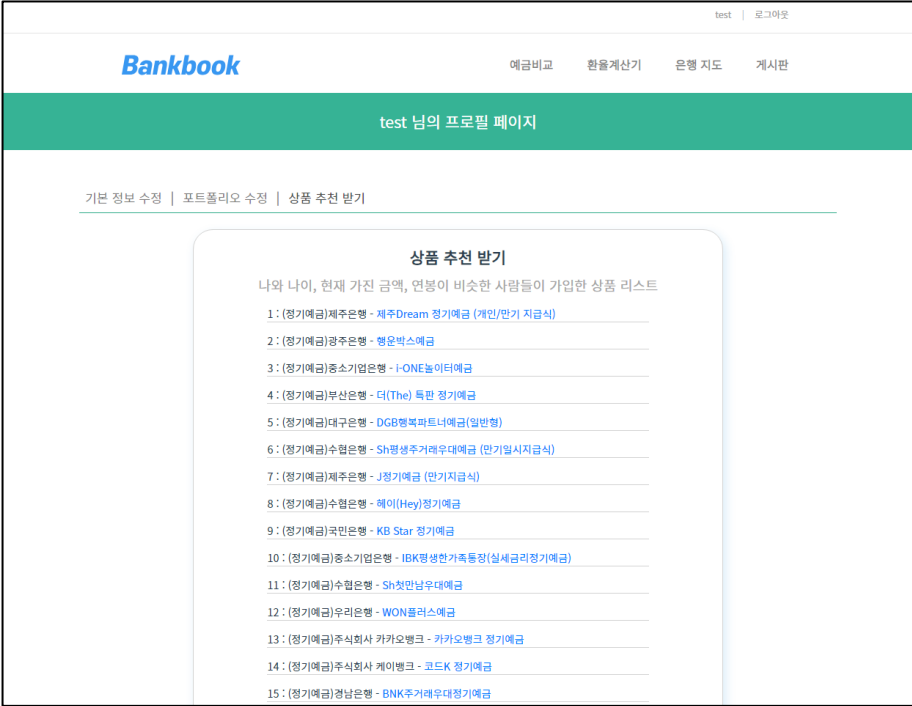 test | 로그아웃
Bankbook 예금비교 환율계산기 은행 지도 게시판
test 님의 프로필 페이지
기본 정보 수정 | 포트폴리오 수정 | 상품 추천 받기
상품 추천 받기
나와 나이, 현재 가진 금액, 연봉이 비슷한 사람들이 가입한 상품 리스트
1 : (정기예금)제주은행 - 제주Dream 정기예금 (개인/만기 지급식)
2 : (정기예금)광주은행 - 행운박스예금
3 : (정기예금)중소기업은행 - i-ONE놀이터예금
4 : (정기예금)부산은행 - 더(The) 특판 정기예금
5 : (정기예금)대구은행 - DGB행복파트너예금(일반형)
6 : (정기예금)수협은행 - Sh평생주거래우대예금 (만기일시지급식)
7 : (정기예금)제주은행 - J정기예금 (만기지급식)
8 : (정기예금)수협은행 - 헤이(Hey)정기예금
9 : (정기예금)국민은행 - KB Star 정기예금
10 : (정기예금)중소기업은행 - IBK평생한가족통장(실세금리정기예금)
11 : (정기예금)수협은행 - Sh첫만남우대예금
12 : (정기예금)우리은행 - WON플러스예금
13 : (정기예금)주식회사 카카오뱅크 - 카카오뱅크 정기예금
14 : (정기예금)주식회사 케이뱅크 - 코드K 정기예금
15 : (정기예금)경남은행 - BNK주거래우대정기예금